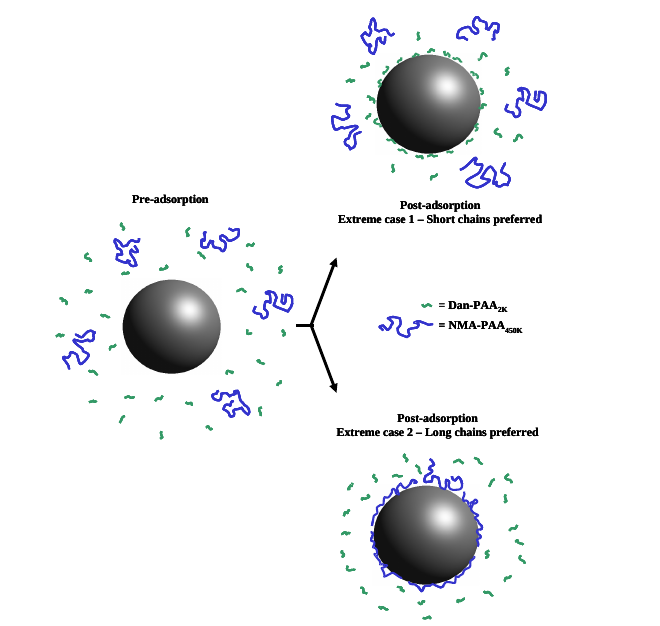 Pre-adsorption
Post-adsorption
Extreme case 1 – Short chains preferred
= Dan-PAA2K
= NMA-PAA450K
Post-adsorption
Extreme case 2 – Long chains preferred